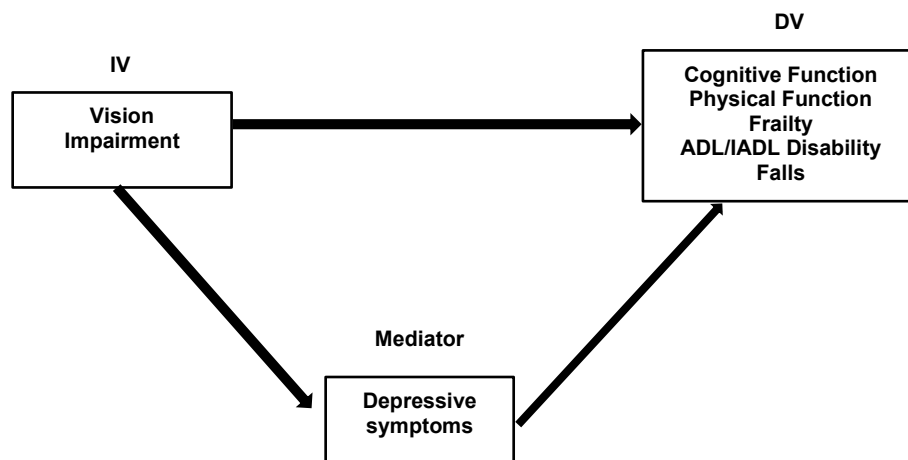 DV
IV
Cognitive Function
Physical Function
Frailty
ADL/IADL Disability
Falls
Vision
Impairment
Mediator
Depressive
symptoms